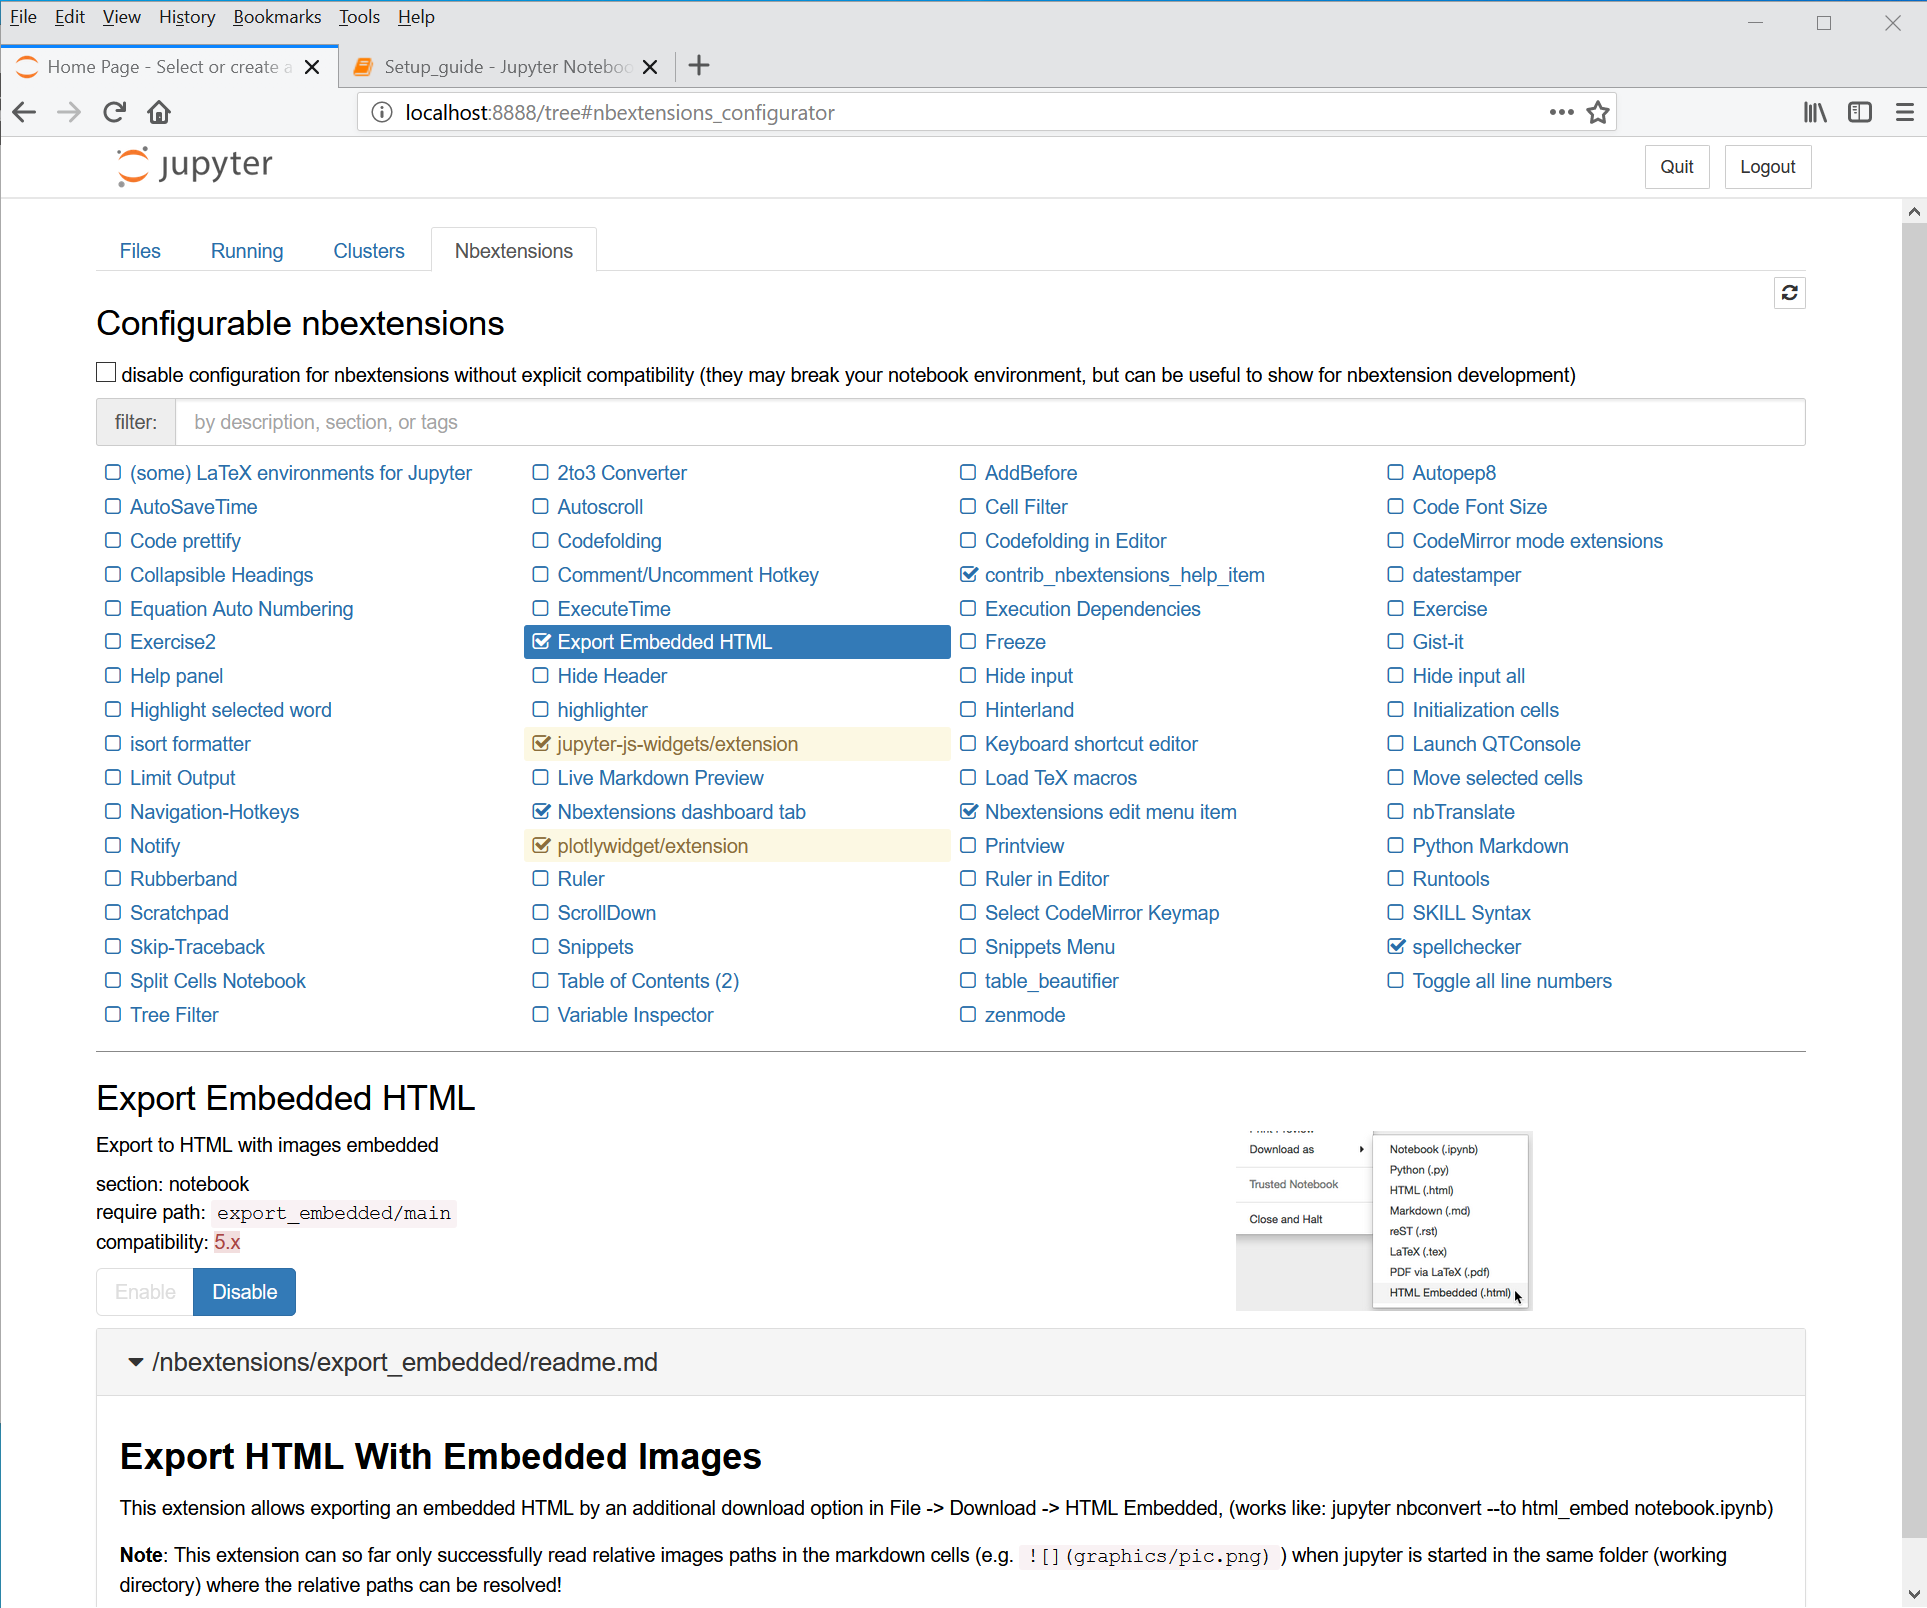 File Edit View History Bookmarks Tools Help
Home Page - Select or create a
Setup_guide - Jupyter Noteboo
localhost:8888/tree#nbextensions_configurator
jupyter
Quit Logout
Files Running Clusters Nbextensions
Configurable nbextensions
disable configuration for nbextensions without explicit compatibility (they may break your notebook environment, but can be useful to show for nbextension development)
filter: by description, section, or tags
(some) LaTeX environments for Jupyter 2to3 Converter AddBefore Autopep8
AutoSaveTime Autoscroll Cell Filter Code Font Size
Code prettify Codefolding Codefolding in Editor CodeMirror mode extensions
Collapsible Headings Comment/Uncomment Hotkey contrib_nbextensions_help_item datestamper
Equation Auto Numbering ExecuteTime Execution Dependencies Exercise
Exercise2 Export Embedded HTML Freeze Gist-it
Help panel Hide Header Hide input Hide input all
Highlight selected word highlighter Hinterland Initialization cells
isort formatter jupyter-js-widgets/extension Keyboard shortcut editor Launch QTConsole
Limit Output Live Markdown Preview Load TeX macros Move selected cells
Navigation-Hotkeys Nbextensions dashboard tab Nbextensions edit menu item nbTranslate
Notify plotlywidget/extension Printview Python Markdown
Rubberband Ruler Ruler in Editor Runtools
Scratchpad ScrollDown Select CodeMirror Keymap SKILL Syntax
Skip-Traceback Snippets Snippets Menu spellchecker
Split Cells Notebook Table of Contents (2) table_beautifier Toggle all line numbers
Tree Filter Variable Inspector zenmode
Export Embedded HTML
Export to HTML with images embedded
section: notebook
require path: export_embedded/main
compatibility: 5.x
Enable Disable
Download as
Trusted Notebook
Close and Halt
Notebook (.ipynb)
Python (.py)
HTML (.html)
Markdown (.md)
reST (.rst)
LaTeX (.tex)
PDF via LaTeX (.pdf)
HTML Embedded (.html)
/nbextensions/export_embedded/readme.md
Export HTML With Embedded Images
This extension allows exporting an embedded HTML by an additional download option in File -> Download -> HTML Embedded, (works like: jupyter nbconvert --to html_embed notebook.ipynb)
Note: This extension can so far only successfully read relative images paths in the markdown cells (e.g. ![](graphics/pic.png) ) when jupyter is started in the same folder (working
directory) where the relative paths can be resolved!